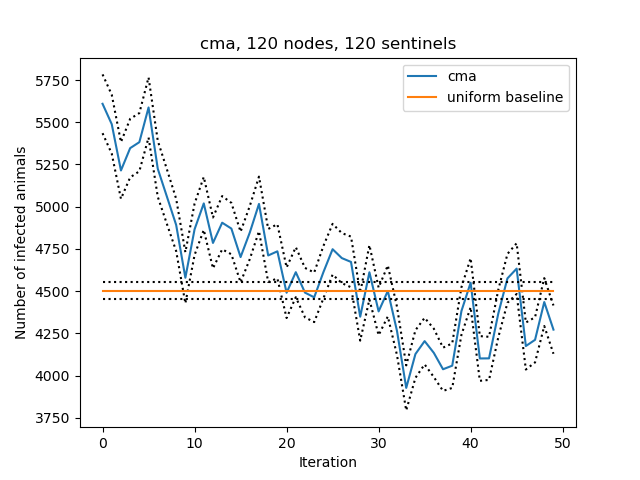 cma, 120 nodes, 120 sentinels
cma
uniform baseline
Number of infected animals
5750
5500
5250
5000
4750
4500
4250
4000
3750
0 10 20 30 40 50
Iteration